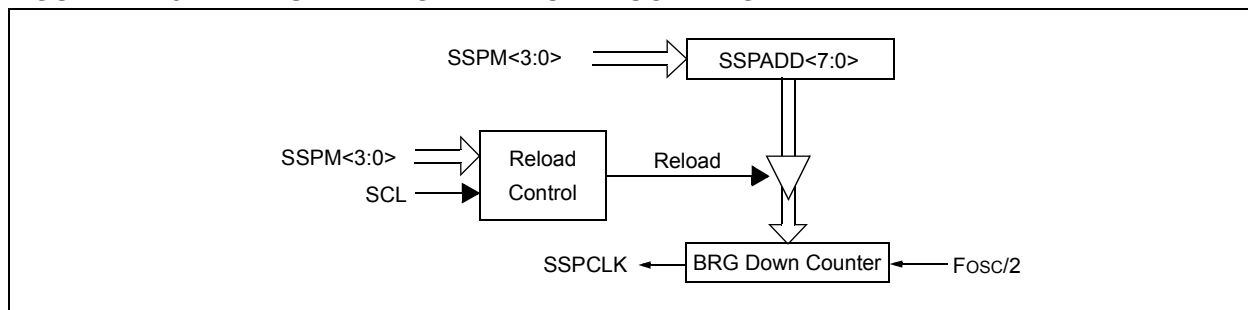 SSPM<3:0>
SSPADD<7:0>
SSPM<3:0>
SCL
Reload
Control
Reload
SSPCLK
BRG Down Counter
FOSC/2